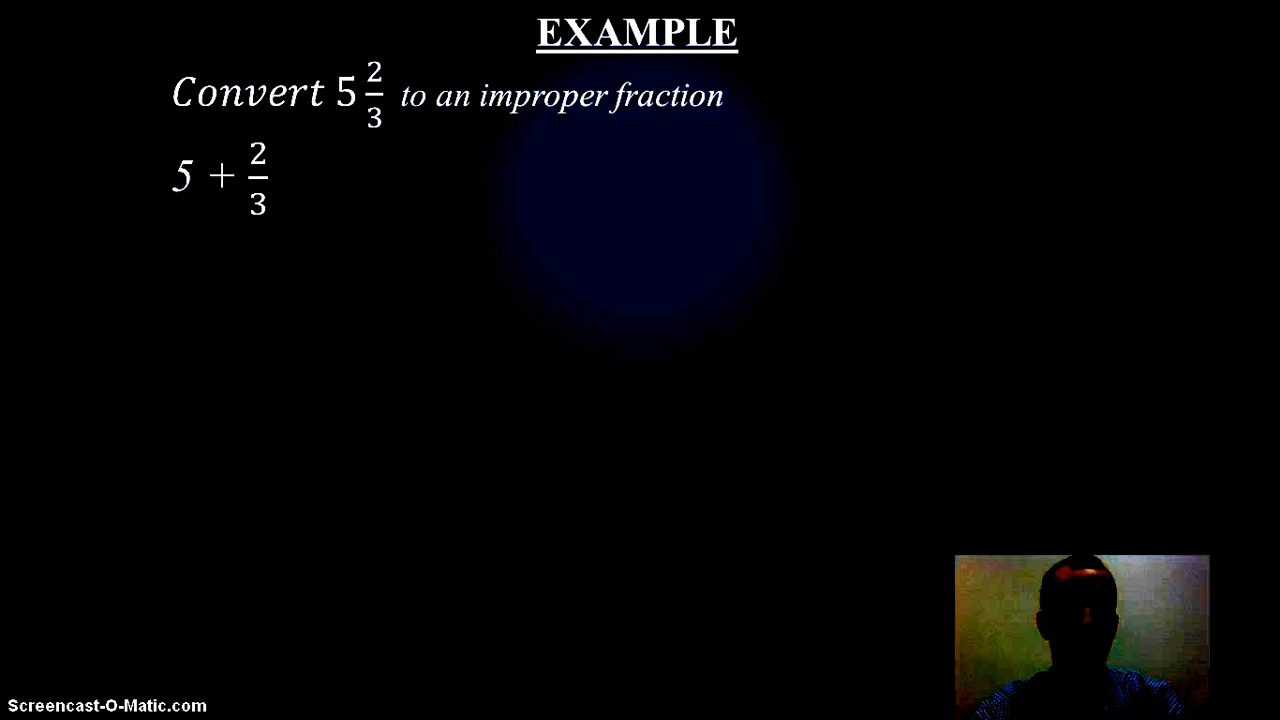 EXAMPLE
Convert 5 2/3 to an improper fraction
5 + 2/3
Screencast-O-Matic.com